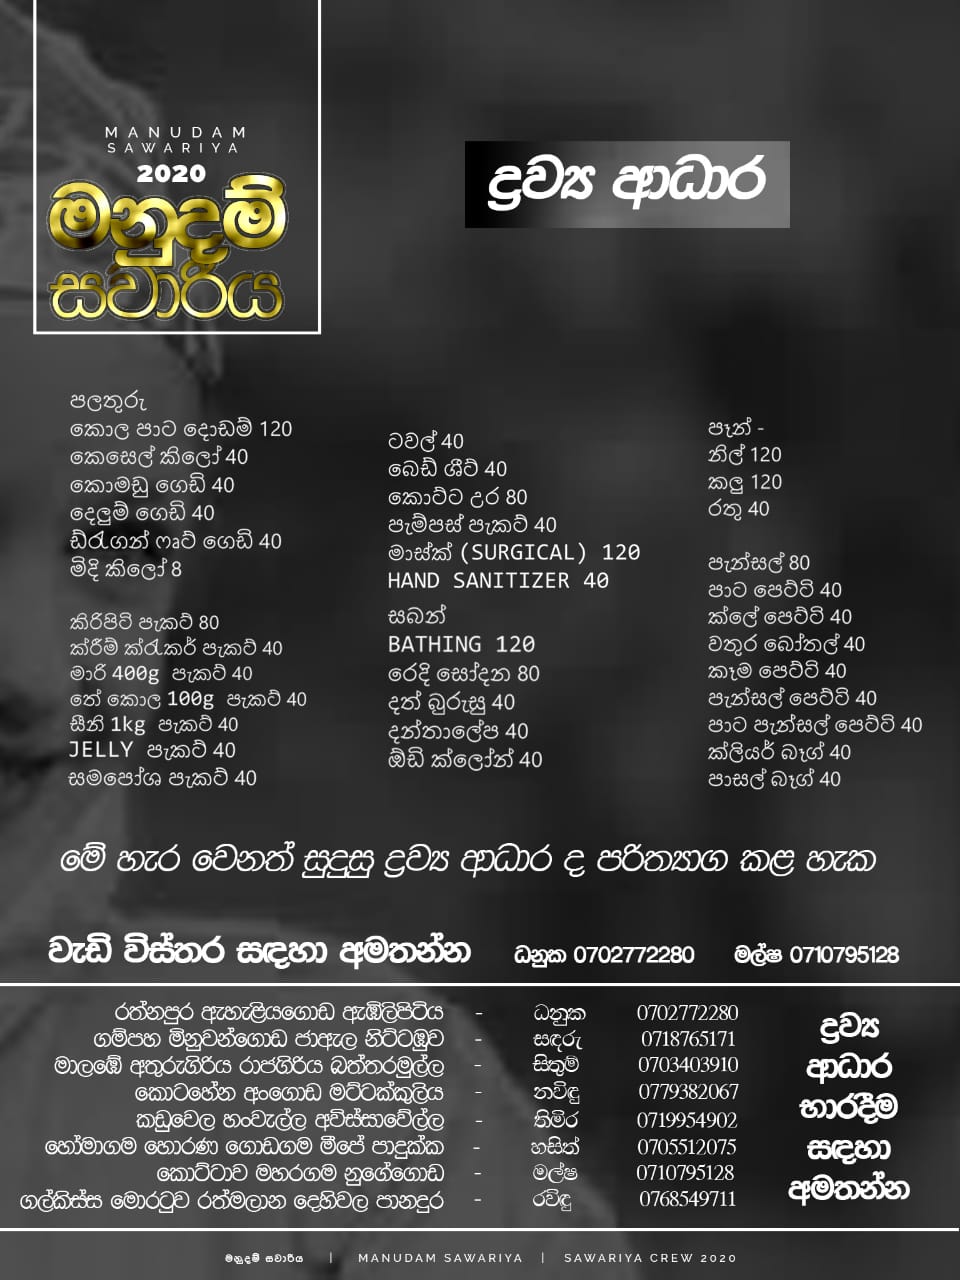 MANUDAM
SAWARIYA
2020
මනුදම්
සවාරිය
ද්‍රව්‍ය ආධාර
පලතුරු
කොල පාට දොඩම් 120
කෙසෙල් කිලෝ 40
කොමඩු ගෙඩි 40
දෙලුම් ගෙඩි 40
ඩ්රැගන් ෆෘට් ගෙඩි 40
මිදි කිලෝ 8
කිරිපිටි පැකට් 80
ක්රීම් ක්රැකර් පැකට් 40
මාරි 400g පැකට් 40
තේ කොල 100g පැකට් 40
සීනි 1kg පැකට් 40
JELLY පැකට් 40
සමපෝශ පැකට් 40
ටවල් 40
බෙඩ් ශීට් 40
කොට්ට උර 80
පැම්පස් පැකට් 40
මාස්ක් (SURGICAL) 120
HAND SANITIZER 40
සබන්
BATHING 120
රෙදි සෝදන 80
දත් බුරුසු 40
දන්තාලේප 40
ඕඩි ක්ලෝන් 40
පෑන් -
නිල් 120
කලු 120
රතු 40
පැන්සල් 80
පාට පෙට්ටි 40
ක්ලේ පෙට්ටි 40
වතුර බෝතල් 40
කෑම පෙට්ටි 40
පැන්සල් පෙට්ටි 40
පාට පැන්සල් පෙට්ටි 40
ක්ලියර් බෑග් 40
පාසල් බෑග් 40
මේ හැර වෙනත් සුදුසු ද්‍රව්‍ය ආධාර ද පරිත්‍යාග කළ හැක
වැඩි විස්තර සඳහා අමතන්න ධනුක 0702772280 මල්ෂ 0710795128
රත්නපුර ඇහැළියගොඩ ඇඹිලිපිටිය - ධනුක 0702772280
ගම්පහ මිනුවන්ගොඩ ජාඇල නිට්ටඹුව - සඳරු 0718765171
මාලඹේ අතුරුගිරිය රාජගිරිය බත්තරමුල්ල - සිතුම් 0703403910
කොටහේන අංගොඩ මට්ටක්කුලිය - නවිඳු 0779382067
කඩුවෙල හංවැල්ල අවිස්සාවේල්ල - තිමිර 0719954902
හෝමාගම හොරණ ගොඩගම මීපේ පාදුක්ක - හසිත් 0705512075
කොට්ටාව මහරගම නුගේගොඩ - මල්ෂ 0710795128
ගල්කිස්ස මොරටුව රත්මලාන දෙහිවල පානදුර - රවිඳු 0768549711
ද්‍රව්‍ය
ආධාර
භාරදීම
සඳහා
අමතන්න
මනුදම් සවාරිය | MANUDAM SAWARIYA | SAWARIYA CREW 2020